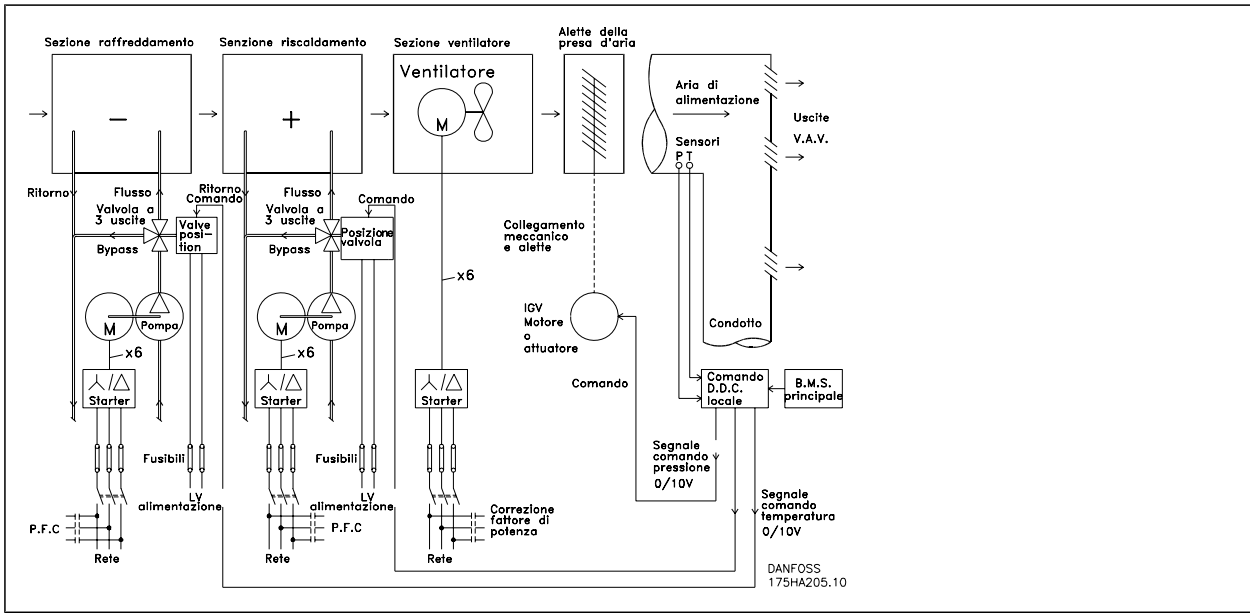 Sezione raffreddamento
Senzione riscaldamento
Sezione ventilatore
Alette della
presa d'aria
Ventilatore
M
Aria di
alimentazione
Uscite
V.A.V.
Sensori
P T
−
+
Ritorno
Flusso
Valvola a
3 uscite
Bypass
Comando
Valve
posi-
tion
Ritorno
Flusso
Valvola a
3 uscite
Bypass
Comando
Posizione
valvola
Collegamento
meccanico
e alette
x6
M
Pompa
x6
Starter
M
Pompa
x6
Starter
Starter
IGV
Motore
o
attuatore
Condotto
Comando
Comando
D.D.C.
locale
B.M.S.
principale
Fusibili
LV
alimentazione
Fusibili
LV
alimentazione
Segnale
comando
pressione
0/10V
Segnale
comando
temperatura
0/10V
P.F.C
Rete
P.F.C
Rete
Correzione
fattore di
potenza
Rete
DANFOSS
175HA205.10